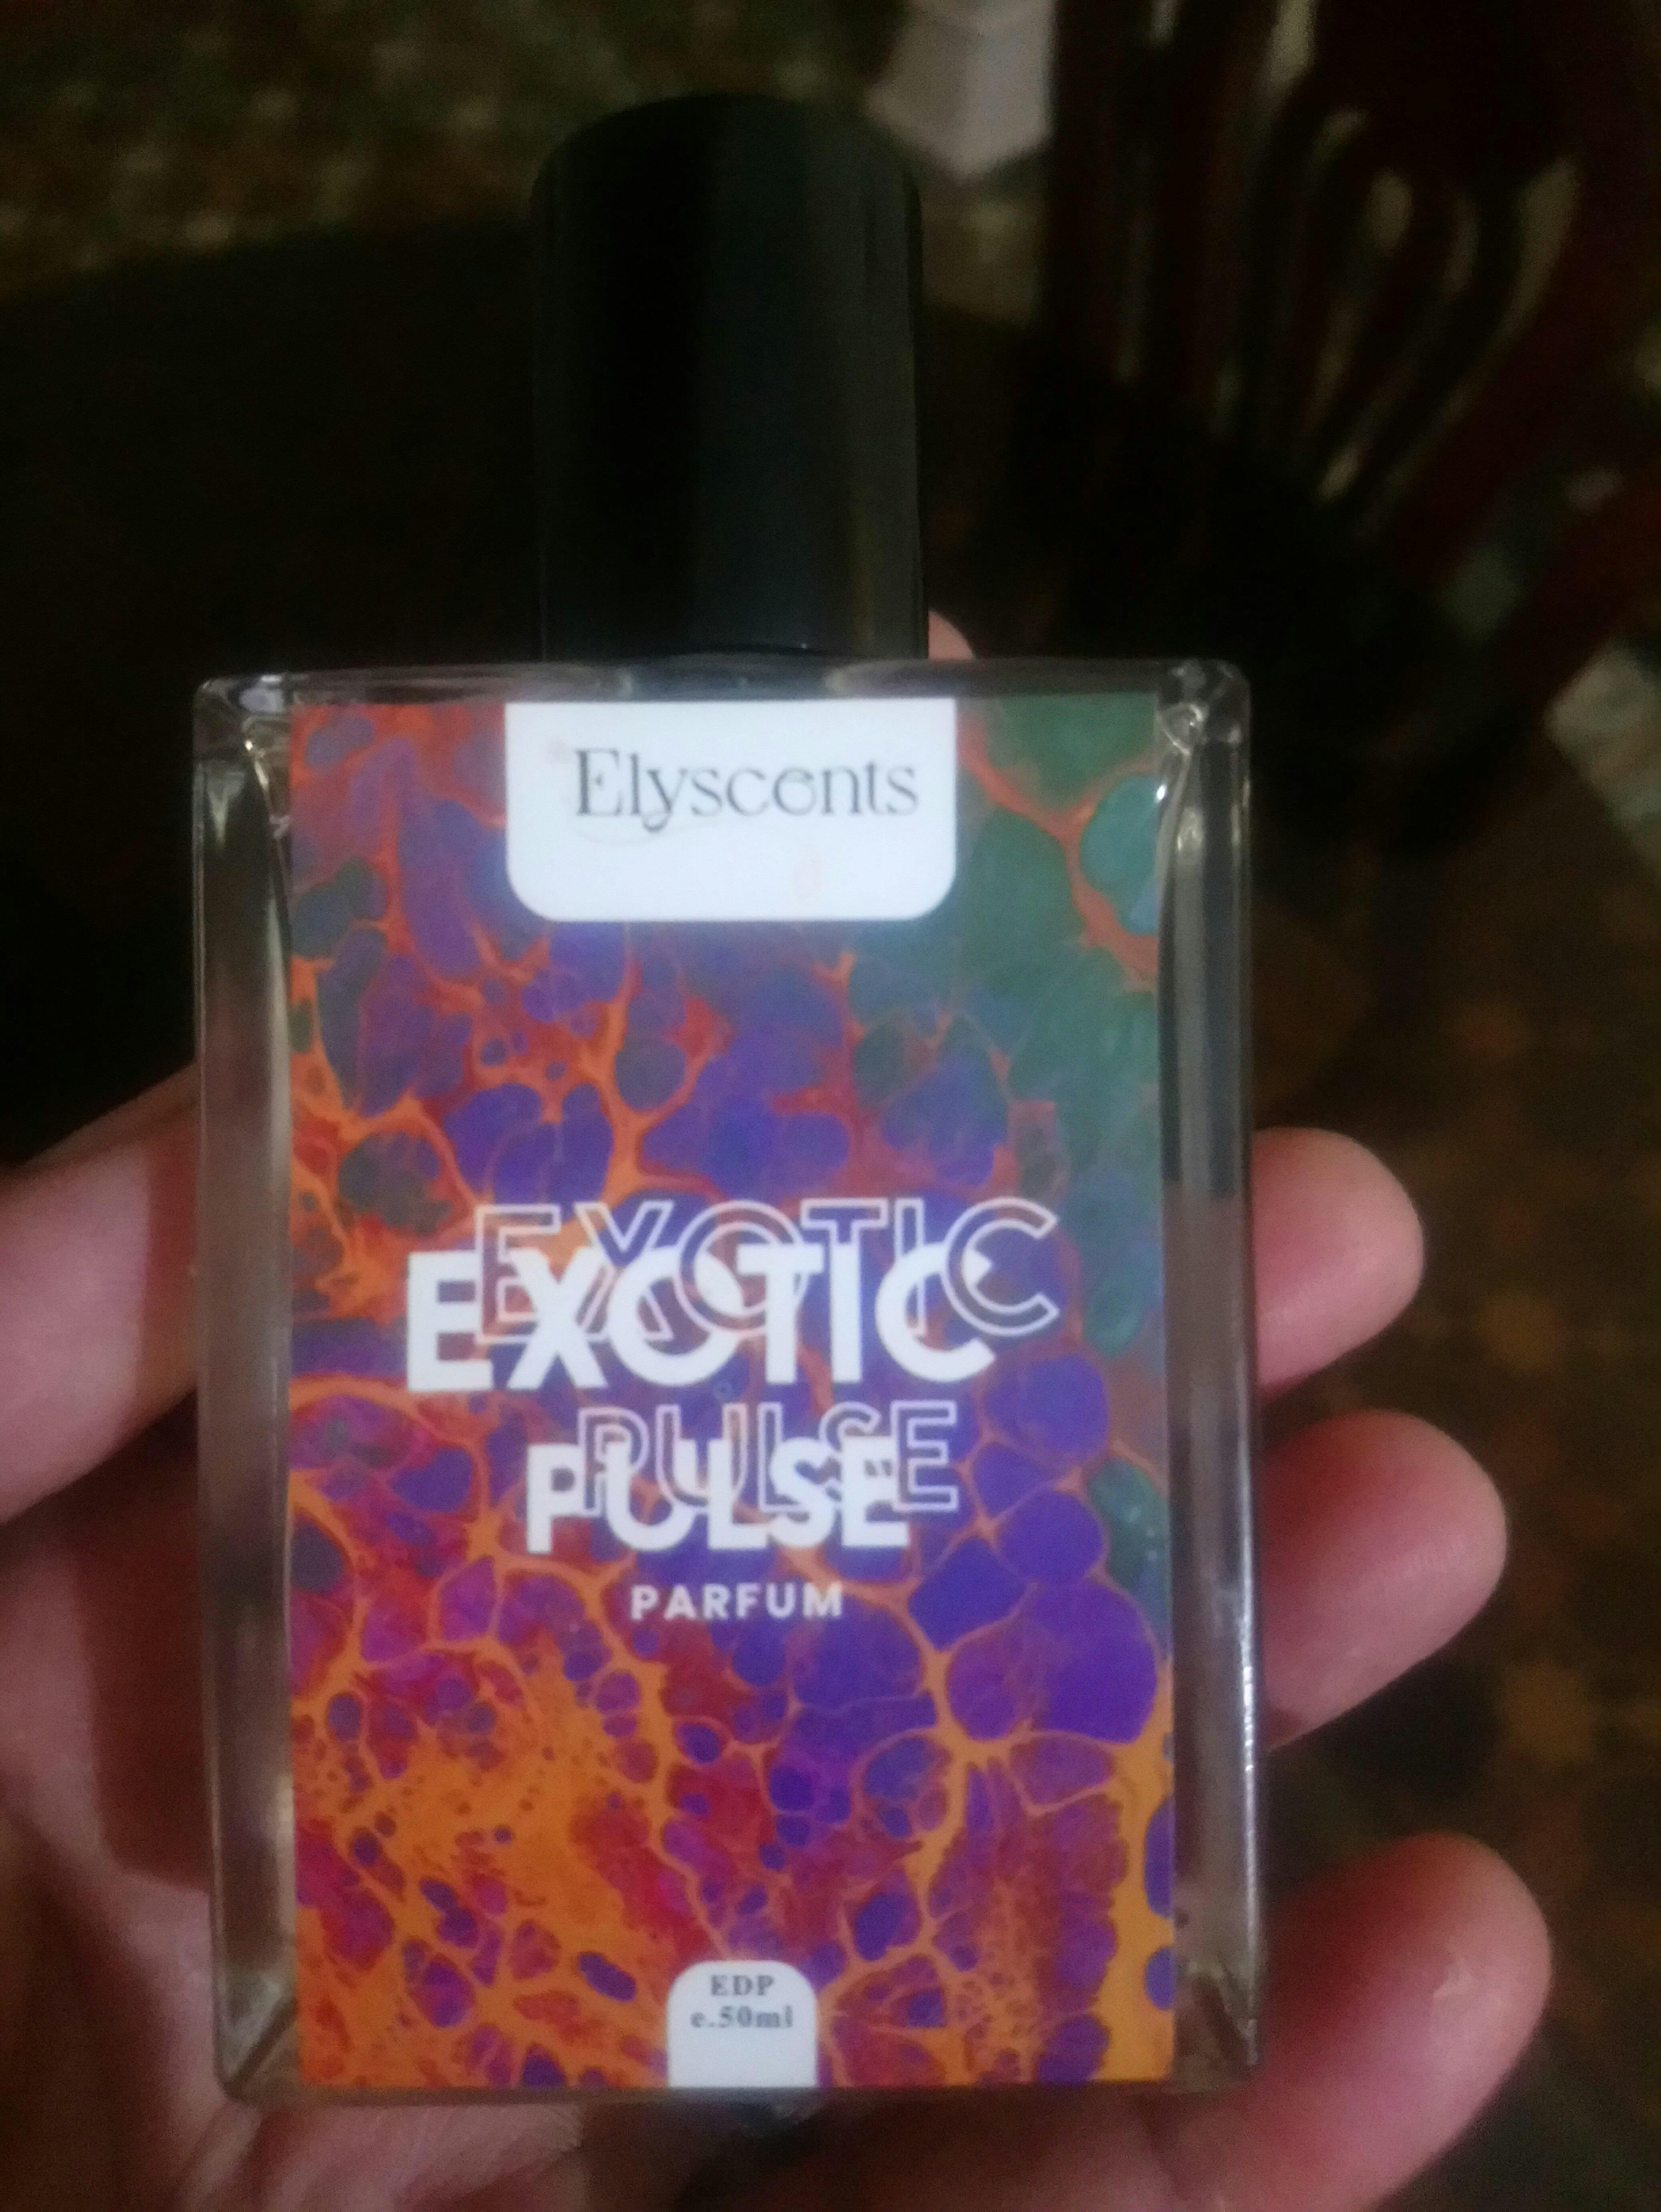 Elyscents
EXOTIC
EXOTIC
PULSE
PULSE
PARFUM
EDP
e.50ml